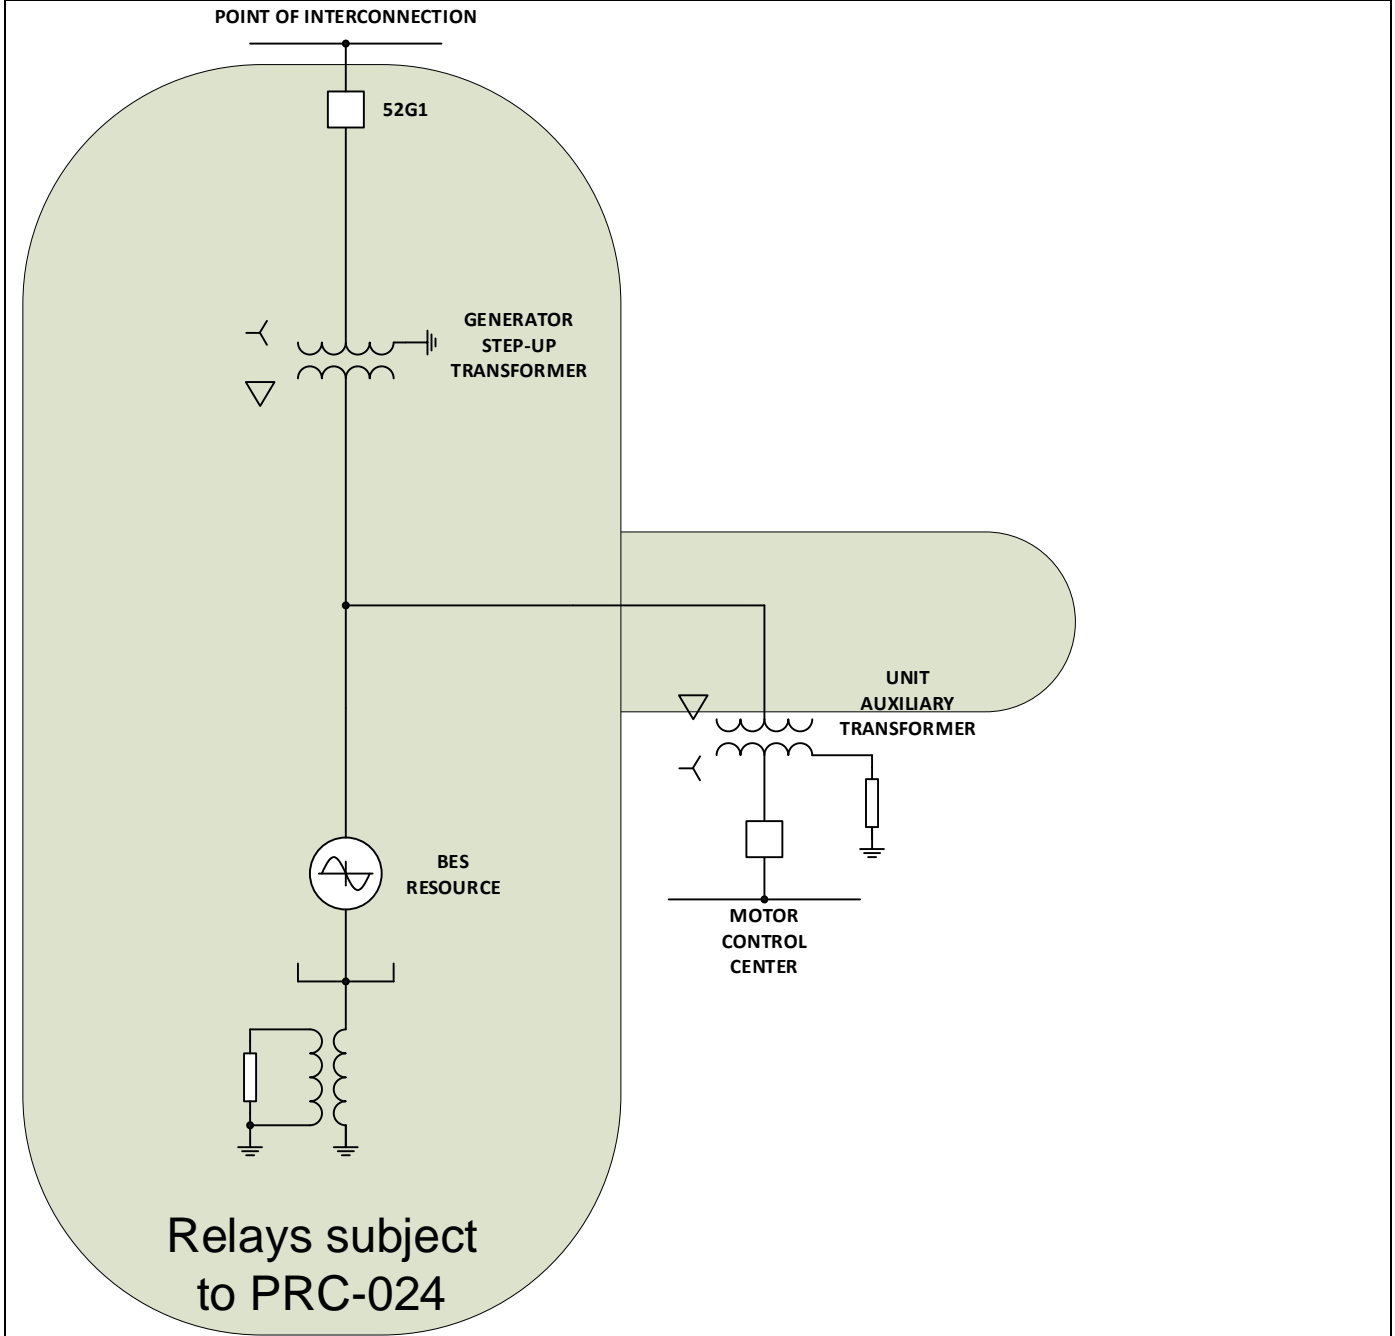 POINT OF INTERCONNECTION
52G1
GENERATOR
STEP-UP
TRANSFORMER
UNIT
AUXILIARY
TRANSFORMER
BES
RESOURCE
MOTOR
CONTROL
CENTER
Relays subject
to PRC-024